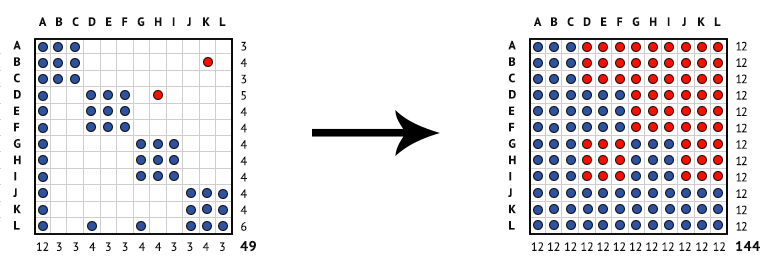 A B C D E F G H I J K L
A 3
B 4
C 3
D 5
E 4
F 4
G 4
H 4
I 4
J 4
K 4
L 6
12 3 3 4 3 3 4 4 3 3 4 3 49
A B C D E F G H I J K L
A 12
B 12
C 12
D 12
E 12
F 12
G 12
H 12
I 12
J 12
K 12
L 12
12 12 12 12 12 12 12 12 12 12 12 12 144